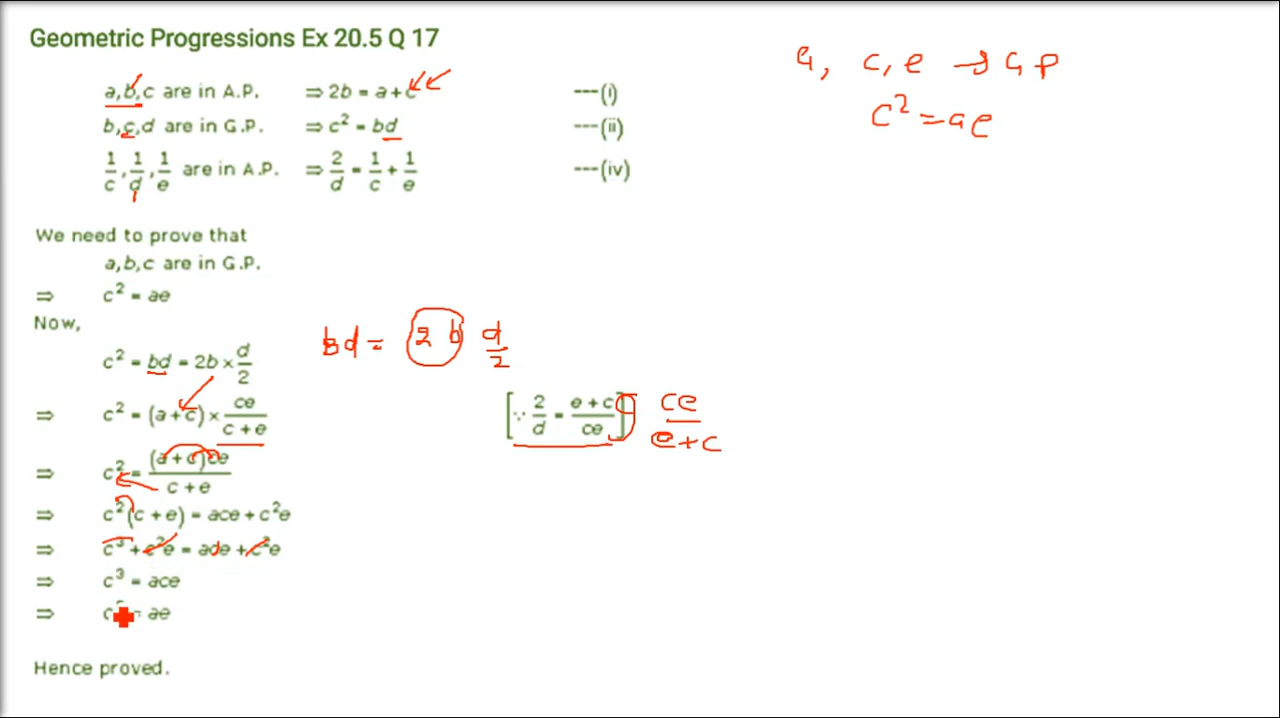 Geometric Progressions Ex 20.5 Q 17
a, c, e → G P
c² = ae
a,b,c are in A.P. ⇒ 2b = a + c ---(i)
b,c,d are in G.P. ⇒ c² = bd ---(ii)
1/c, 1/d, 1/e are in A.P. ⇒ 2/d = 1/c + 1/e ---(iv)
We need to prove that
a,b,c are in G.P.
⇒ c² = ae
Now,
bd = 2 b d/2
c² = bd = 2b × d/2
⇒ c² = (a + c) × ce/(c + e) [∵ 2/d = (e + c)/ce] ce/(e + c)
⇒ c² = (a + c)ce/(c + e)
⇒ c²(c + e) = ace + c²e
⇒ c³ + c²e = ace + c²e
⇒ c³ = ace
⇒ c² = ae
Hence proved.